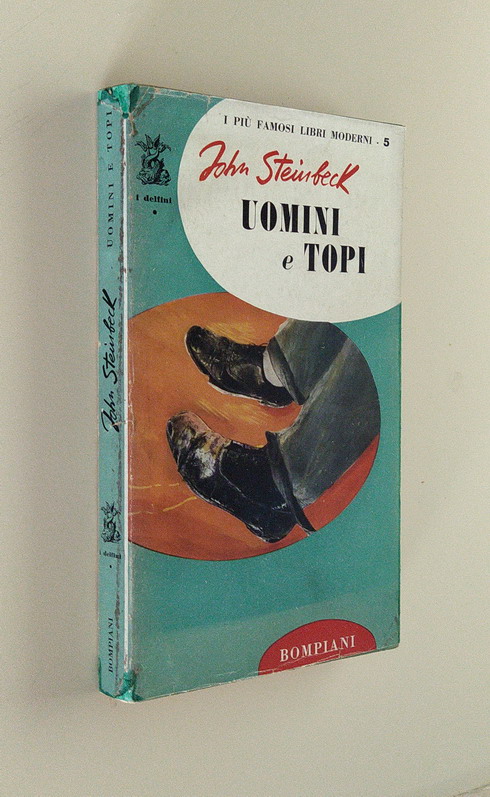 I PIÙ FAMOSI LIBRI MODERNI - 5
John Steinbeck
UOMINI
e TOPI
i delfini
BOMPIANI
UOMINI E TOPI
John Steinbeck
i delfini
BOMPIANI